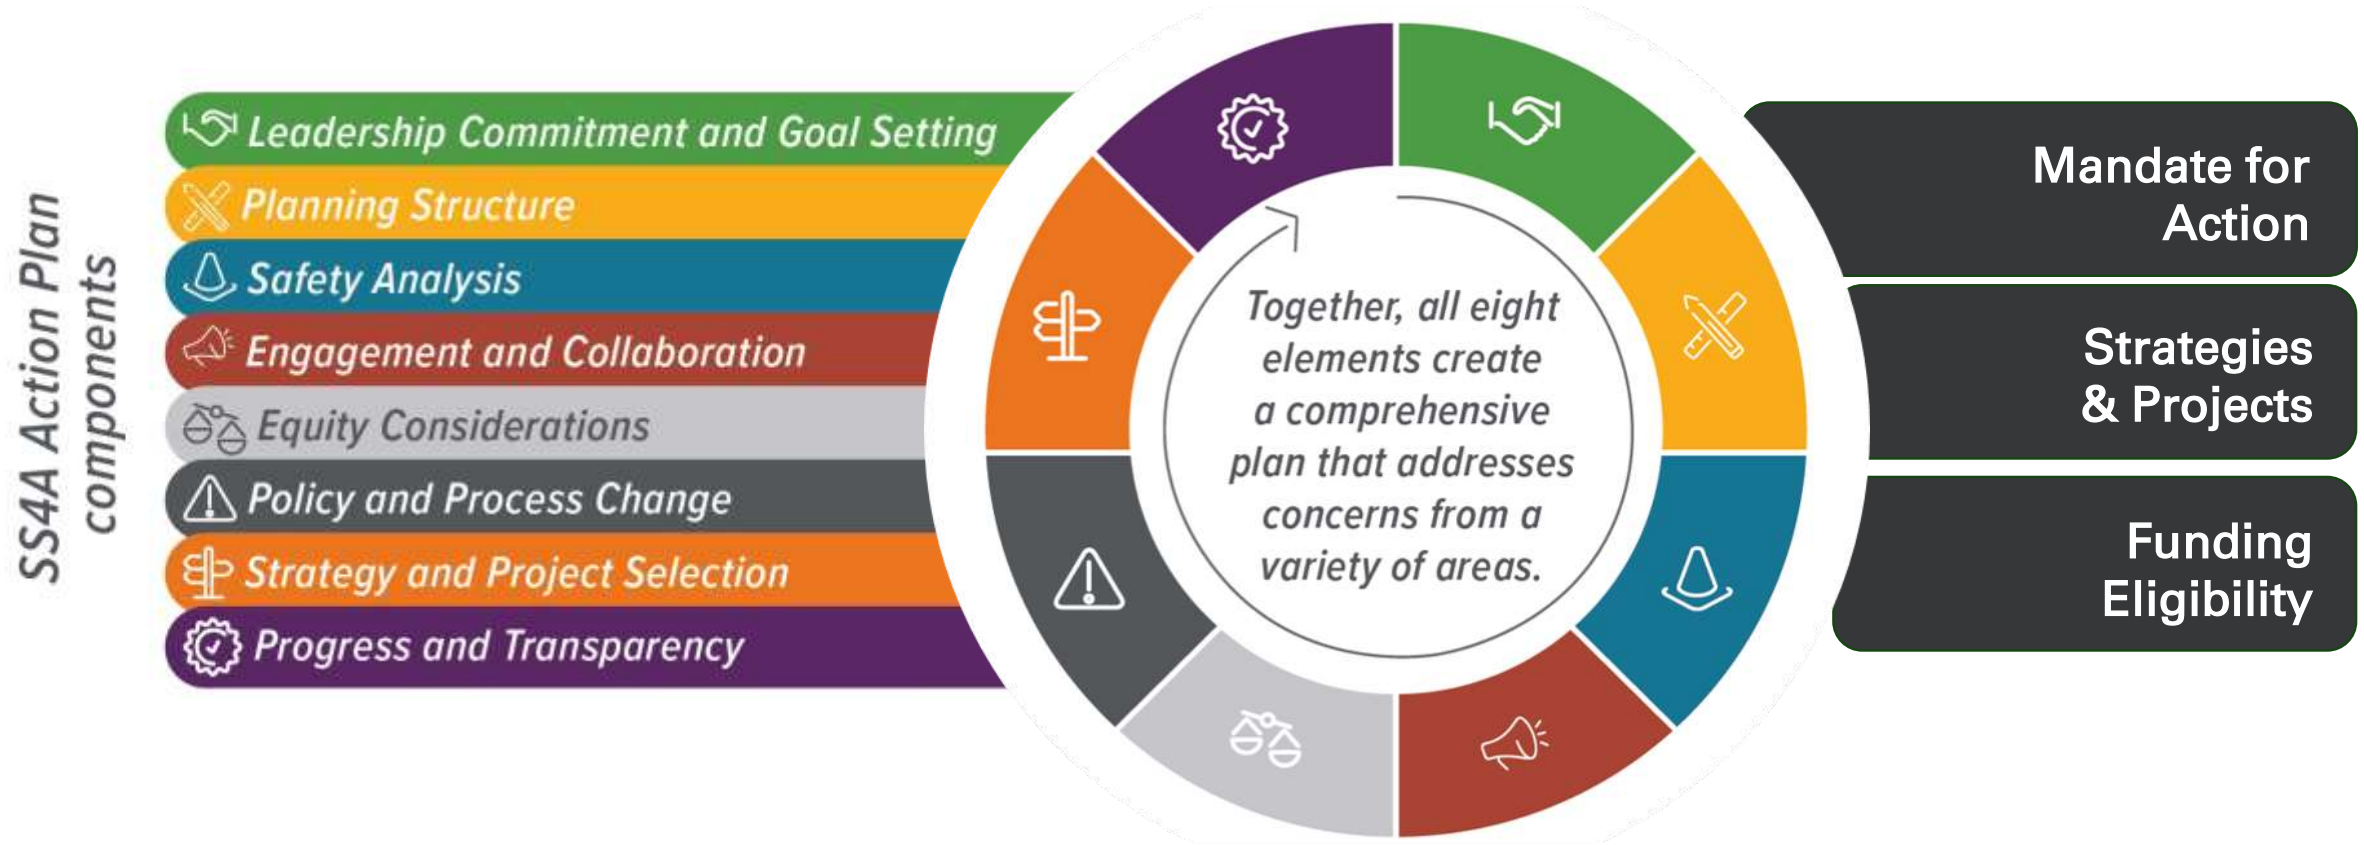 SS4A Action Plan
components
Leadership Commitment and Goal Setting
Planning Structure
Safety Analysis
Engagement and Collaboration
Equity Considerations
Policy and Process Change
Strategy and Project Selection
Progress and Transparency
Together, all eight
elements create
a comprehensive
plan that addresses
concerns from a
variety of areas.
Mandate for
Action
Strategies
& Projects
Funding
Eligibility